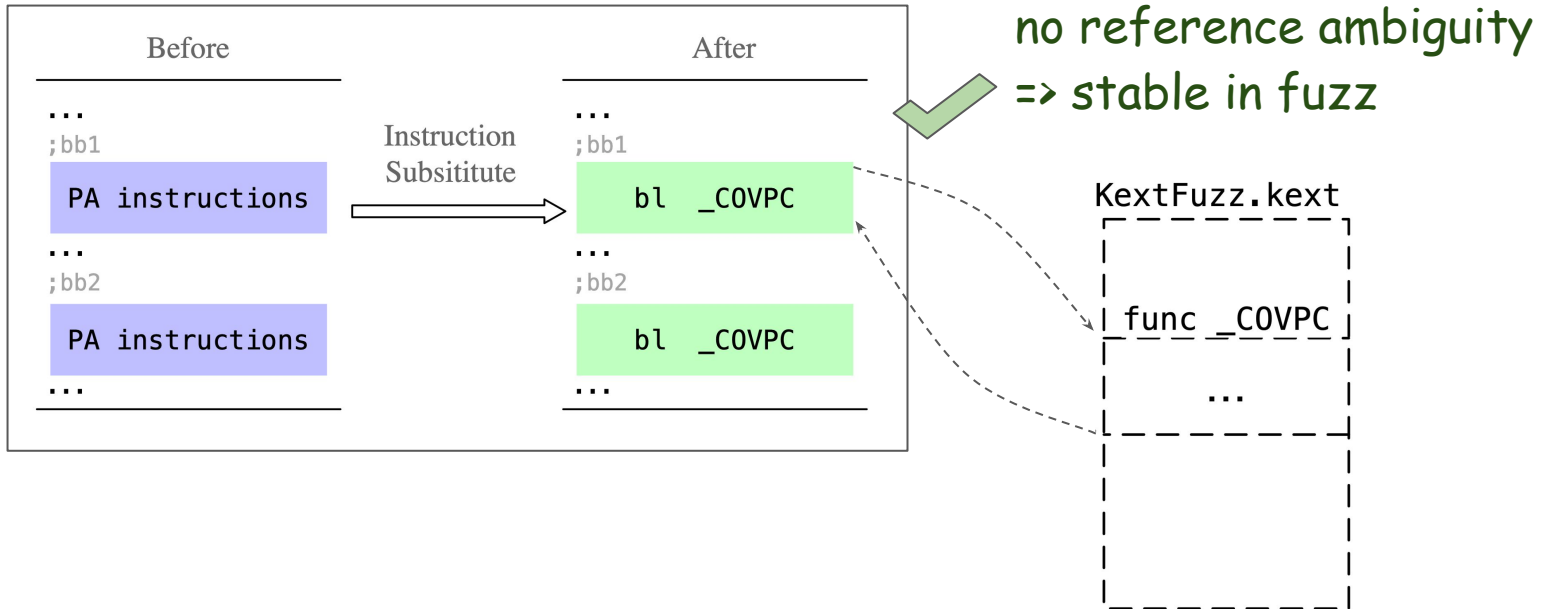 no reference ambiguity
=> stable in fuzz
Before
After
...
;bb1
PA instructions
...
;bb2
PA instructions
...
Instruction
Subsititute
...
;bb1
bl _COVPC
...
;bb2
bl _COVPC
...
KextFuzz.kext
func _COVPC
...